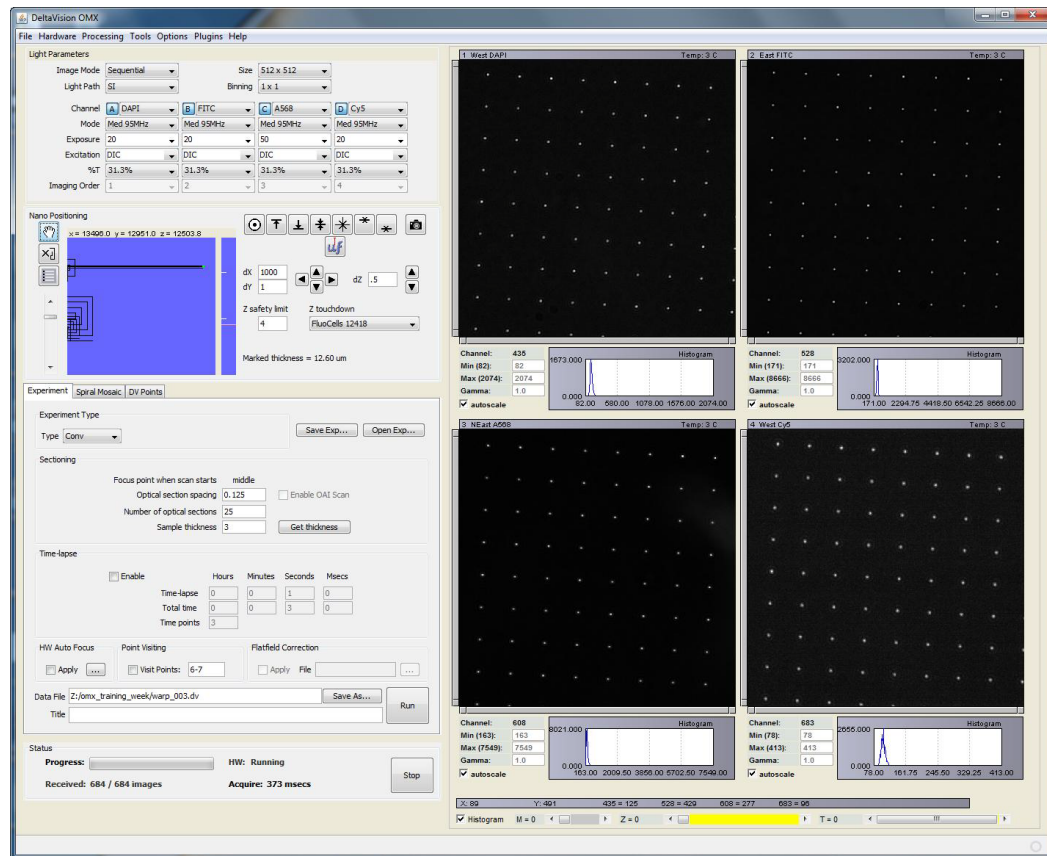 DeltaVision OMX
File Hardware Processing Tools Options Plugins Help
Light Parameters
Image Mode Sequential Size 512 x 512
Light Path SI Binning 1 x 1
Channel A DAPI B FITC C A568 D Cy5
Mode Med 95MHz Med 95MHz Med 95MHz Med 95MHz
Exposure 20 20 50 20
Excitation DIC DIC DIC DIC
%T 31.3% 31.3% 31.3% 31.3%
Imaging Order 1 2 3 4
Nano Positioning
x = 13496.0 y = 12951.0 z = 12503.8
uf
dX 1000
dY 1
dZ .5
Z safety limit Z touchdown
4 FluoCells 12418
Marked thickness = 12.60 um
Experiment Spiral Mosaic DV Points
Experiment Type
Type Conv Save Exp... Open Exp...
Sectioning
Focus point when scan starts middle
Optical section spacing 0.125 Enable OAI Scan
Number of optical sections 25
Sample thickness 3 Get thickness
Time-lapse
Enable Hours Minutes Seconds Msecs
Time-lapse 0 0 1 0
Total time 0 0 3 0
Time points 3
HW Auto Focus Point Visiting Flatfield Correction
Apply ... Visit Points: 6-7 Apply File ...
Data File Z:/omx_training_week/warp_003.dv Save As... Run
Title
Status
Progress: HW: Running
Received: 684 / 684 images Acquire: 373 msecs Stop
1 West DAPI Temp: 3 C
Channel: 435 Histogram
Min (82): 82 1673.000
Max (2074): 2074
Gamma: 1.0 0.000
autoscale 82.00 580.00 1078.00 1576.00 2074.00
2 East FITC Temp: 3 C
Channel: 528 Histogram
Min (171): 171 3202.000
Max (8666): 8666
Gamma: 1.0 0.000
autoscale 171.00 2294.75 4418.50 6542.25 8666.00
3 NEast A568 Temp: 3 C
Channel: 608 Histogram
Min (163): 163 8021.000
Max (7549): 7549
Gamma: 1.0 0.000
autoscale 163.00 2009.50 3856.00 5702.50 7549.00
4 West Cy5 Temp: 3 C
Channel: 683 Histogram
Min (78): 78 2655.000
Max (413): 413
Gamma: 1.0 0.000
autoscale 78.00 161.75 245.50 329.25 413.00
X: 89 Y: 491 435 = 125 528 = 429 608 = 277 683 = 96
Histogram M = 0 Z = 0 T = 0